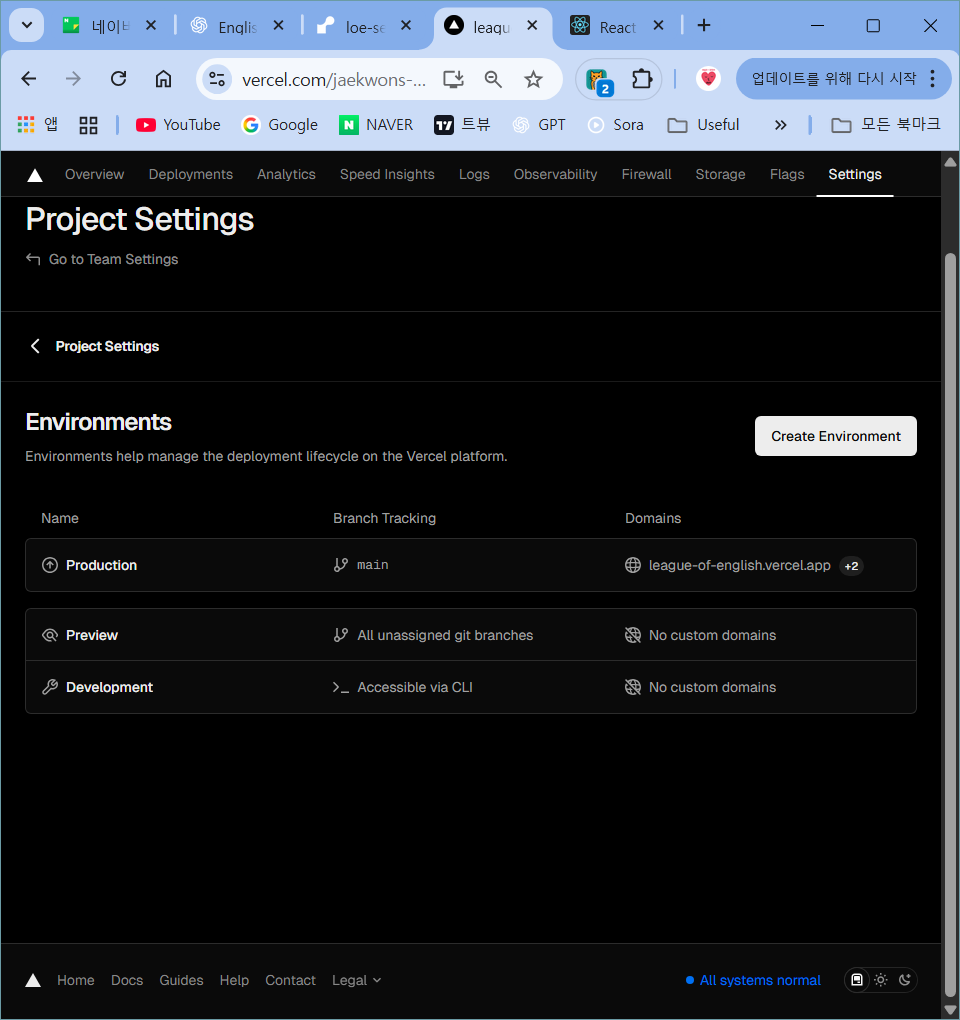 네이버
Englis
loe-se
leagu
React
vercel.com/jaekwons-...
2
업데이트를 위해 다시 시작
앱
YouTube
Google
NAVER
트뷰
GPT
Sora
Useful
모든 북마크
Overview Deployments Analytics Speed Insights Logs Observability Firewall Storage Flags Settings
Project Settings
Go to Team Settings
Project Settings
Environments
Create Environment
Environments help manage the deployment lifecycle on the Vercel platform.
Name Branch Tracking Domains
Production main league-of-english.vercel.app +2
Preview All unassigned git branches No custom domains
Development Accessible via CLI No custom domains
Home Docs Guides Help Contact Legal All systems normal